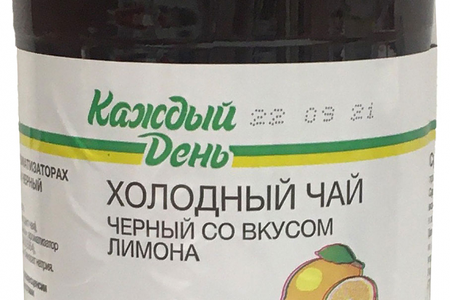 Каждый
День
22 09 21
ХОЛОДНЫЙ ЧАЙ
ЧЕРНЫЙ СО ВКУСОМ
ЛИМОНА